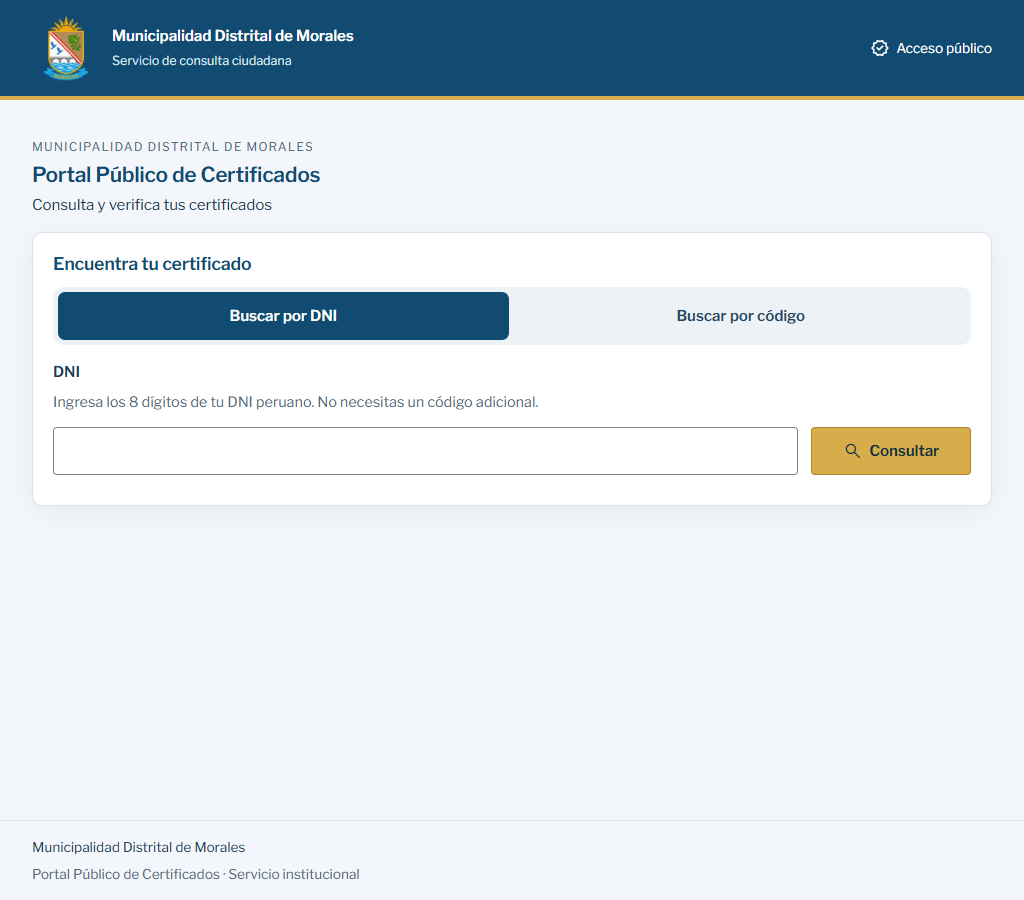 Municipalidad Distrital de Morales
Servicio de consulta ciudadana
Acceso público
MUNICIPALIDAD DISTRITAL DE MORALES
Portal Público de Certificados
Consulta y verifica tus certificados
Encuentra tu certificado
Buscar por DNI
Buscar por código
DNI
Ingresa los 8 dígitos de tu DNI peruano. No necesitas un código adicional.
Consultar
Municipalidad Distrital de Morales
Portal Público de Certificados · Servicio institucional